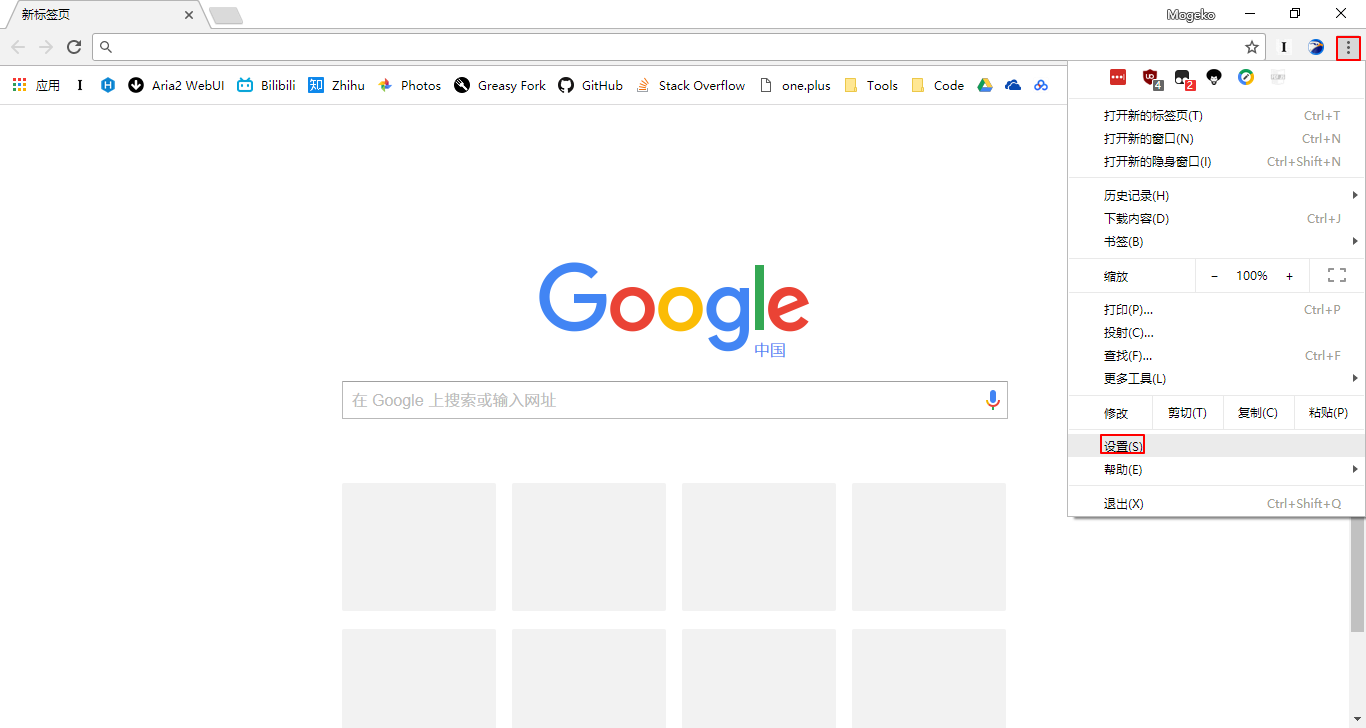 新标签页
Mogeko
应用 Aria2 WebUI Bilibili 知 Zhihu Photos Greasy Fork GitHub Stack Overflow one.plus Tools Code
4 2
打开新的标签页(T) Ctrl+T
打开新的窗口(N) Ctrl+N
打开新的隐身窗口(I) Ctrl+Shift+N
历史记录(H)
下载内容(D) Ctrl+J
书签(B)
缩放 − 100% +
打印(P)... Ctrl+P
投射(C)...
查找(F)... Ctrl+F
更多工具(L)
修改 剪切(T) 复制(C) 粘贴(P)
设置(S)
帮助(E)
退出(X) Ctrl+Shift+Q
Google
中国
在 Google 上搜索或输入网址